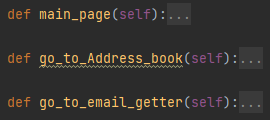 def main_page(self):...
def go_to_Address_book(self):...
def go_to_email_getter(self):...